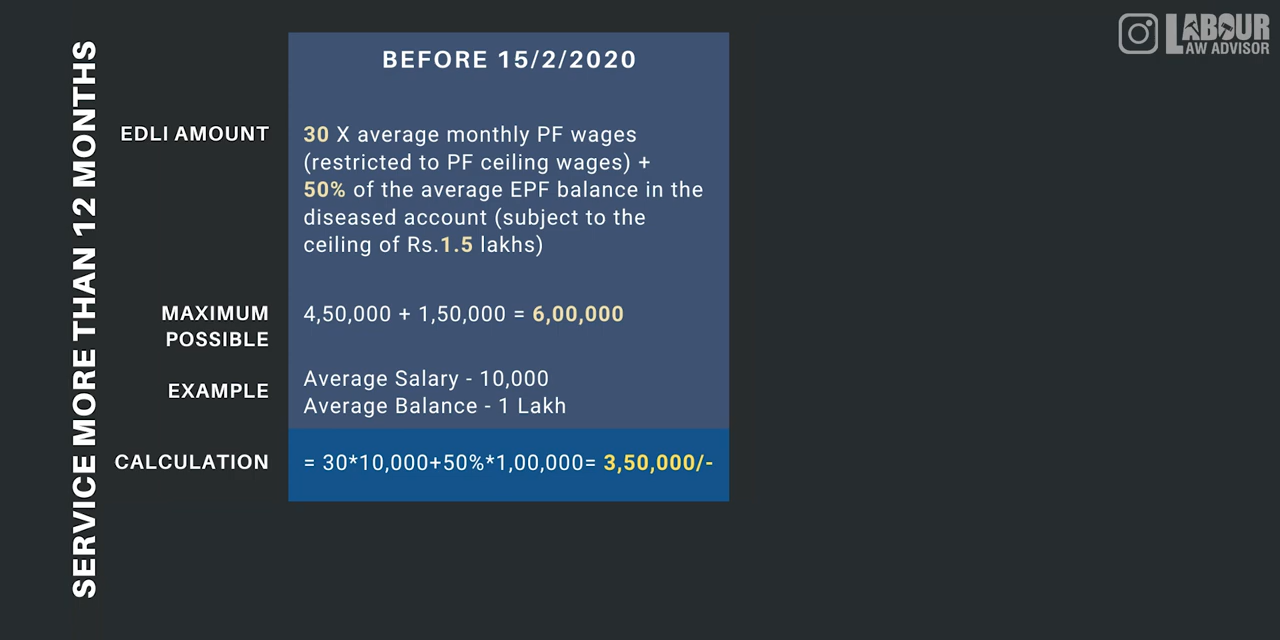 LABOUR
LAW ADVISOR
SERVICE MORE THAN 12 MONTHS
BEFORE 15/2/2020
EDLI AMOUNT
30 X average monthly PF wages
(restricted to PF ceiling wages) +
50% of the average EPF balance in the
diseased account (subject to the
ceiling of Rs.1.5 lakhs)
MAXIMUM
POSSIBLE
4,50,000 + 1,50,000 = 6,00,000
EXAMPLE
Average Salary - 10,000
Average Balance - 1 Lakh
CALCULATION
= 30*10,000+50%*1,00,000= 3,50,000/-